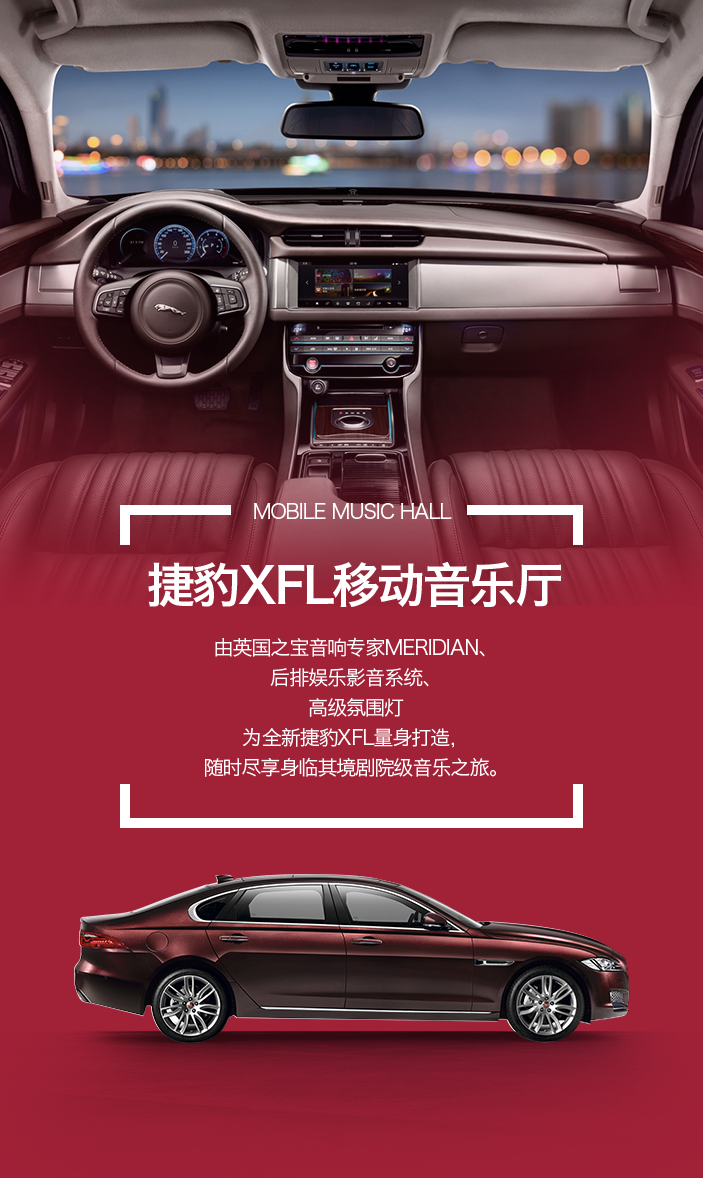 MOBILE MUSIC HALL
捷豹XFL移动音乐厅
由英国之宝音响专家MERIDIAN、
后排娱乐影音系统、
高级氛围灯
为全新捷豹XFL量身打造，
随时尽享身临其境剧院级音乐之旅。